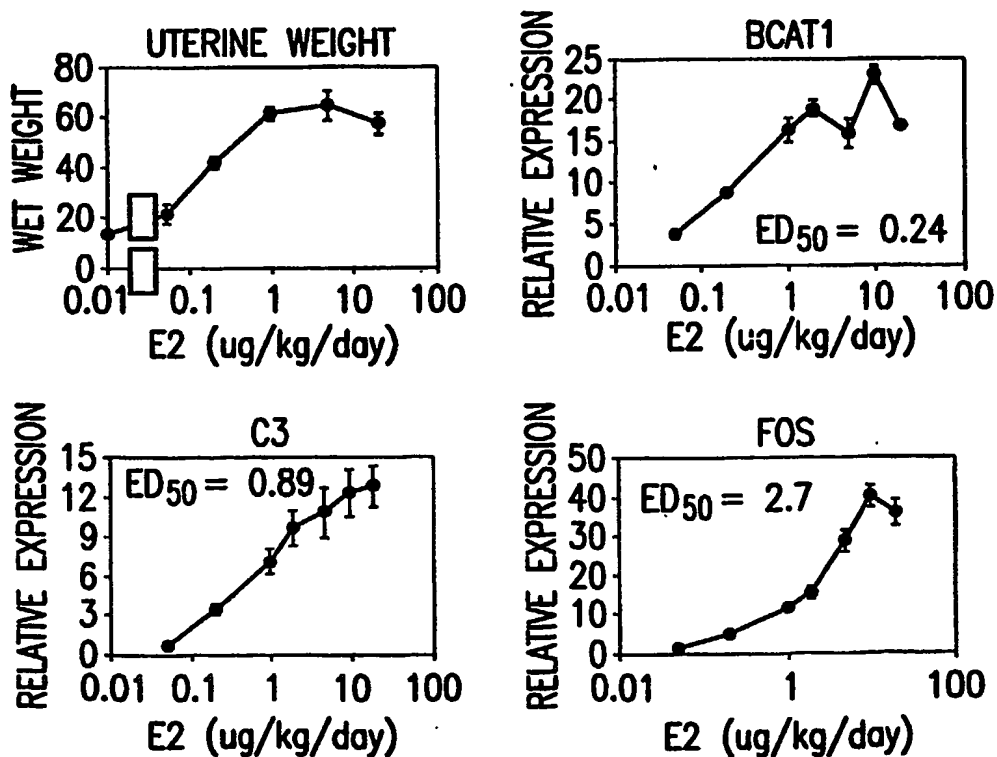 UTERINE WEIGHT
WET WEIGHT
80
60
40
20
0
0.01 0.1 1 10 100
E2 (ug/kg/day)
BCAT1
RELATIVE EXPRESSION
25
20
15
10
5
0
ED50 = 0.24
0.01 0.1 1 10 100
E2 (ug/kg/day)
C3
RELATIVE EXPRESSION
15
12
9
6
3
0
ED50 = 0.89
0.01 0.1 1 10 100
E2 (ug/kg/day)
FOS
RELATIVE EXPRESSION
50
40
30
20
10
0
ED50 = 2.7
0.01 1 100
E2 (ug/kg/day)